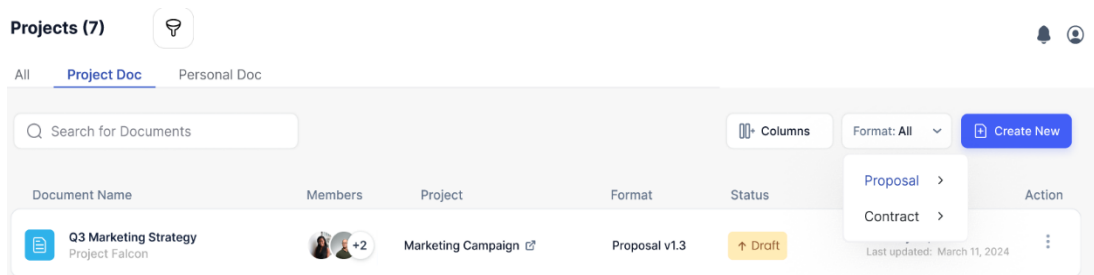 Projects (7)
All Project Doc Personal Doc
Search for Documents Columns Format: All Create New
Proposal
Contract
Document Name Members Project Format Status Action
Q3 Marketing Strategy +2 Marketing Campaign Proposal v1.3 Draft
Project Falcon Last updated: March 11, 2024